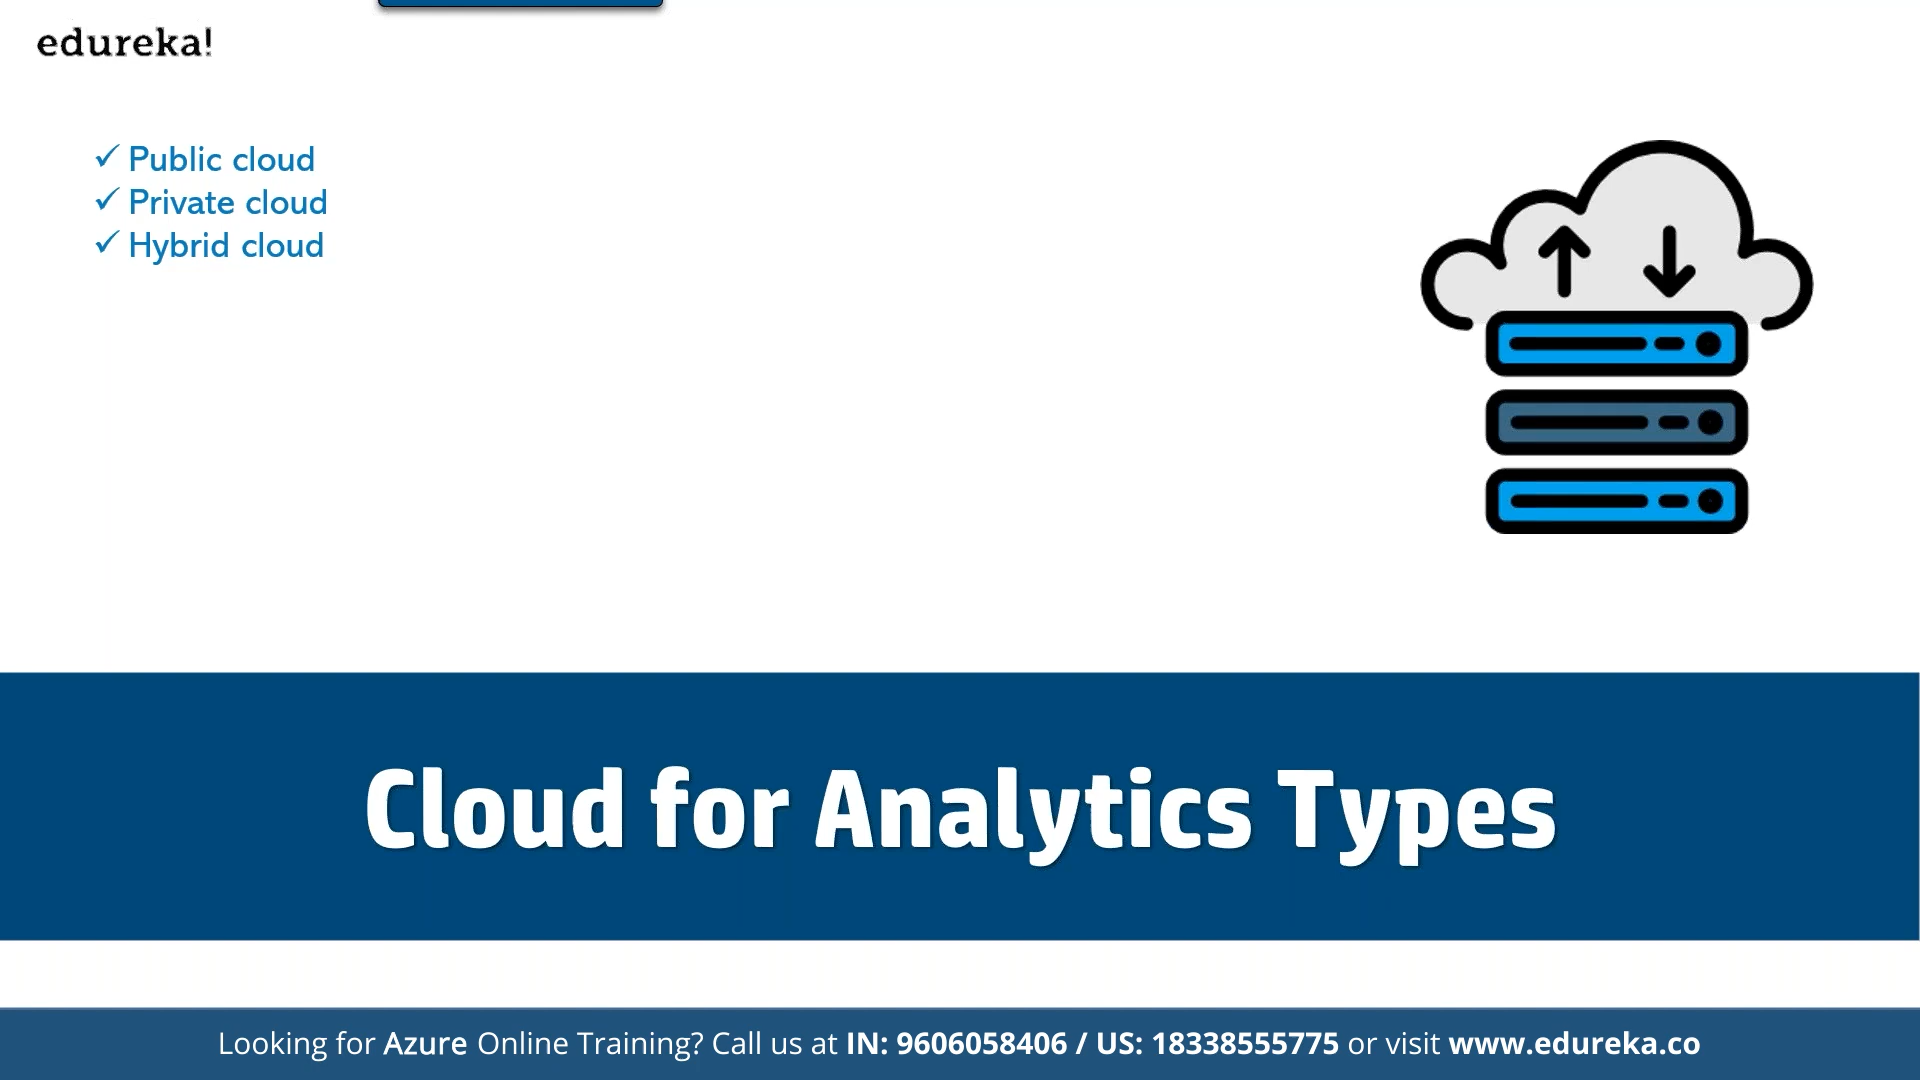 edureka!
✓ Public cloud
✓ Private cloud
✓ Hybrid cloud
Cloud for Analytics Types
Looking for Azure Online Training? Call us at IN: 9606058406 / US: 18338555775 or visit www.edureka.co